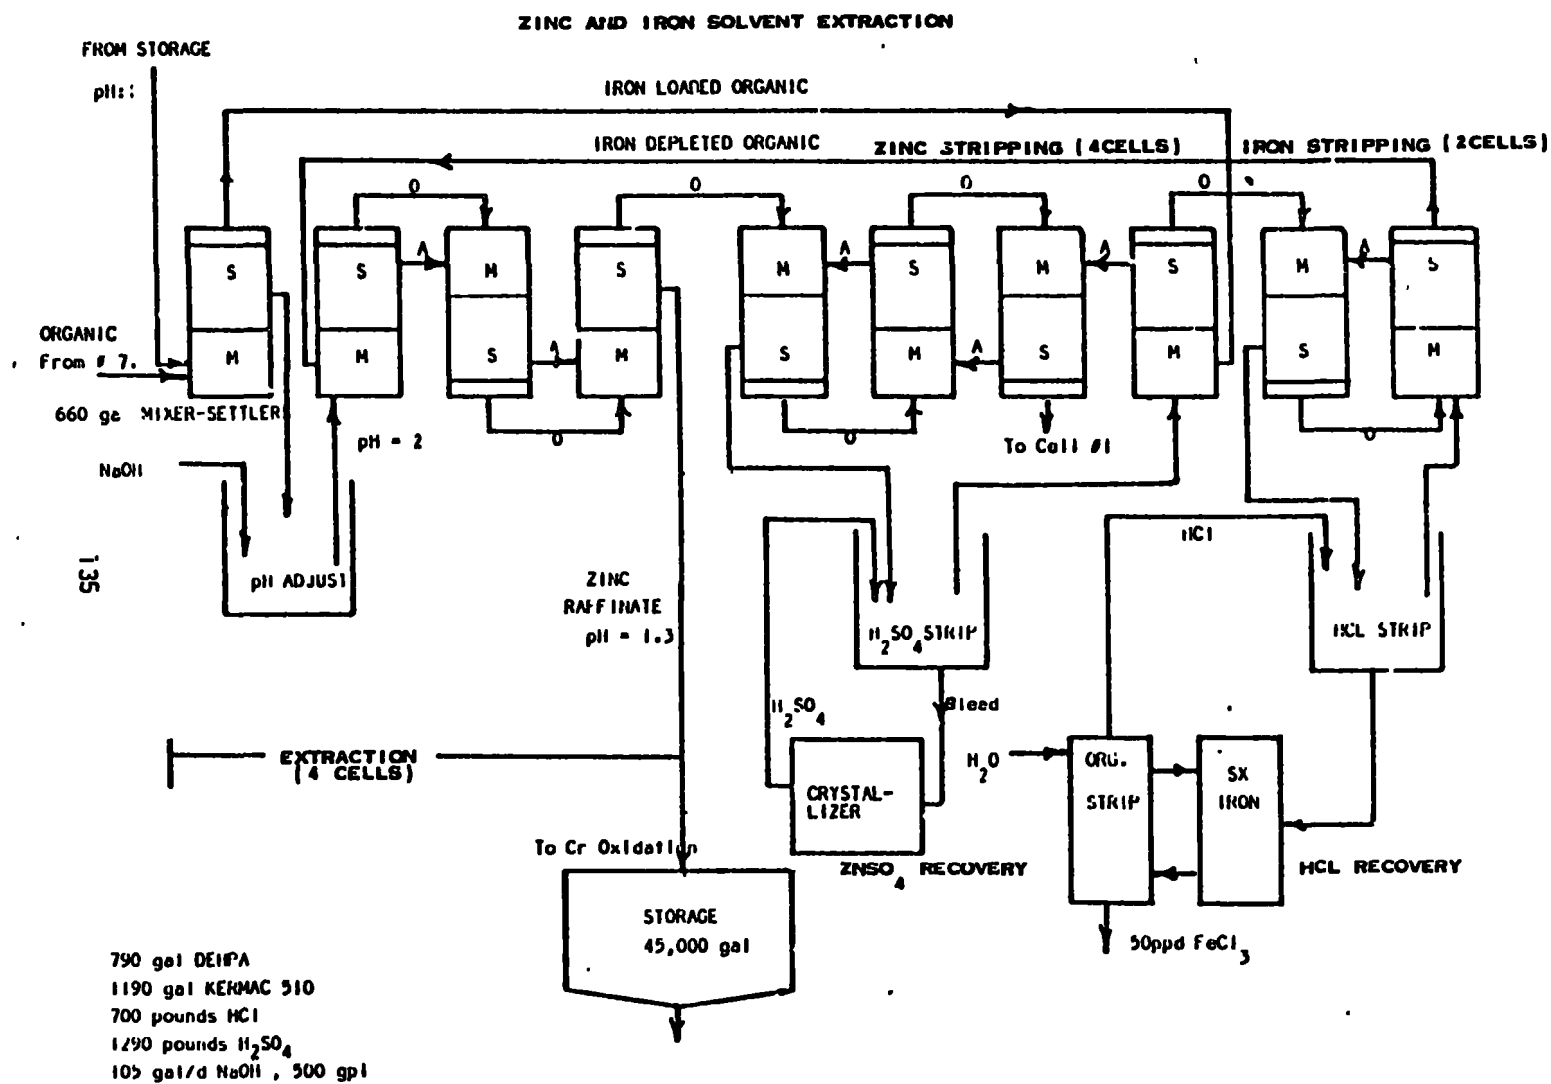 ZINC AND IRON SOLVENT EXTRACTION
FROM STORAGE
pH::
IRON LOADED ORGANIC
IRON DEPLETED ORGANIC
ZINC STRIPPING (4CELLS)
IRON STRIPPING (2CELLS)
O
O
O
O
S
S
M
S
M
S
M
S
M
S
A
A
A
A
ORGANIC
From # 7.
M
M
S
M
S
M
S
M
S
M
A
A
660 ga MIXER-SETTLER
pH = 2
O
O
To Call #1
O
NaOH
pH ADJUST
135
ZINC
RAFFINATE
pH = 1.3
H2SO4 STRIP
HCl
HCL STRIP
H2SO4
Bleed
EXTRACTION
(4 CELLS)
H2O
ORG.
STRIP
SX
IRON
CRYSTAL-
LIZER
To Cr Oxidation
ZNSO4 RECOVERY
HCL RECOVERY
STORAGE
45,000 gal
50ppd FeCl3
790 gal DEHPA
1190 gal KERMAC 510
700 pounds HCl
1290 pounds H2SO4
105 gal/d NaOH , 500 gpl